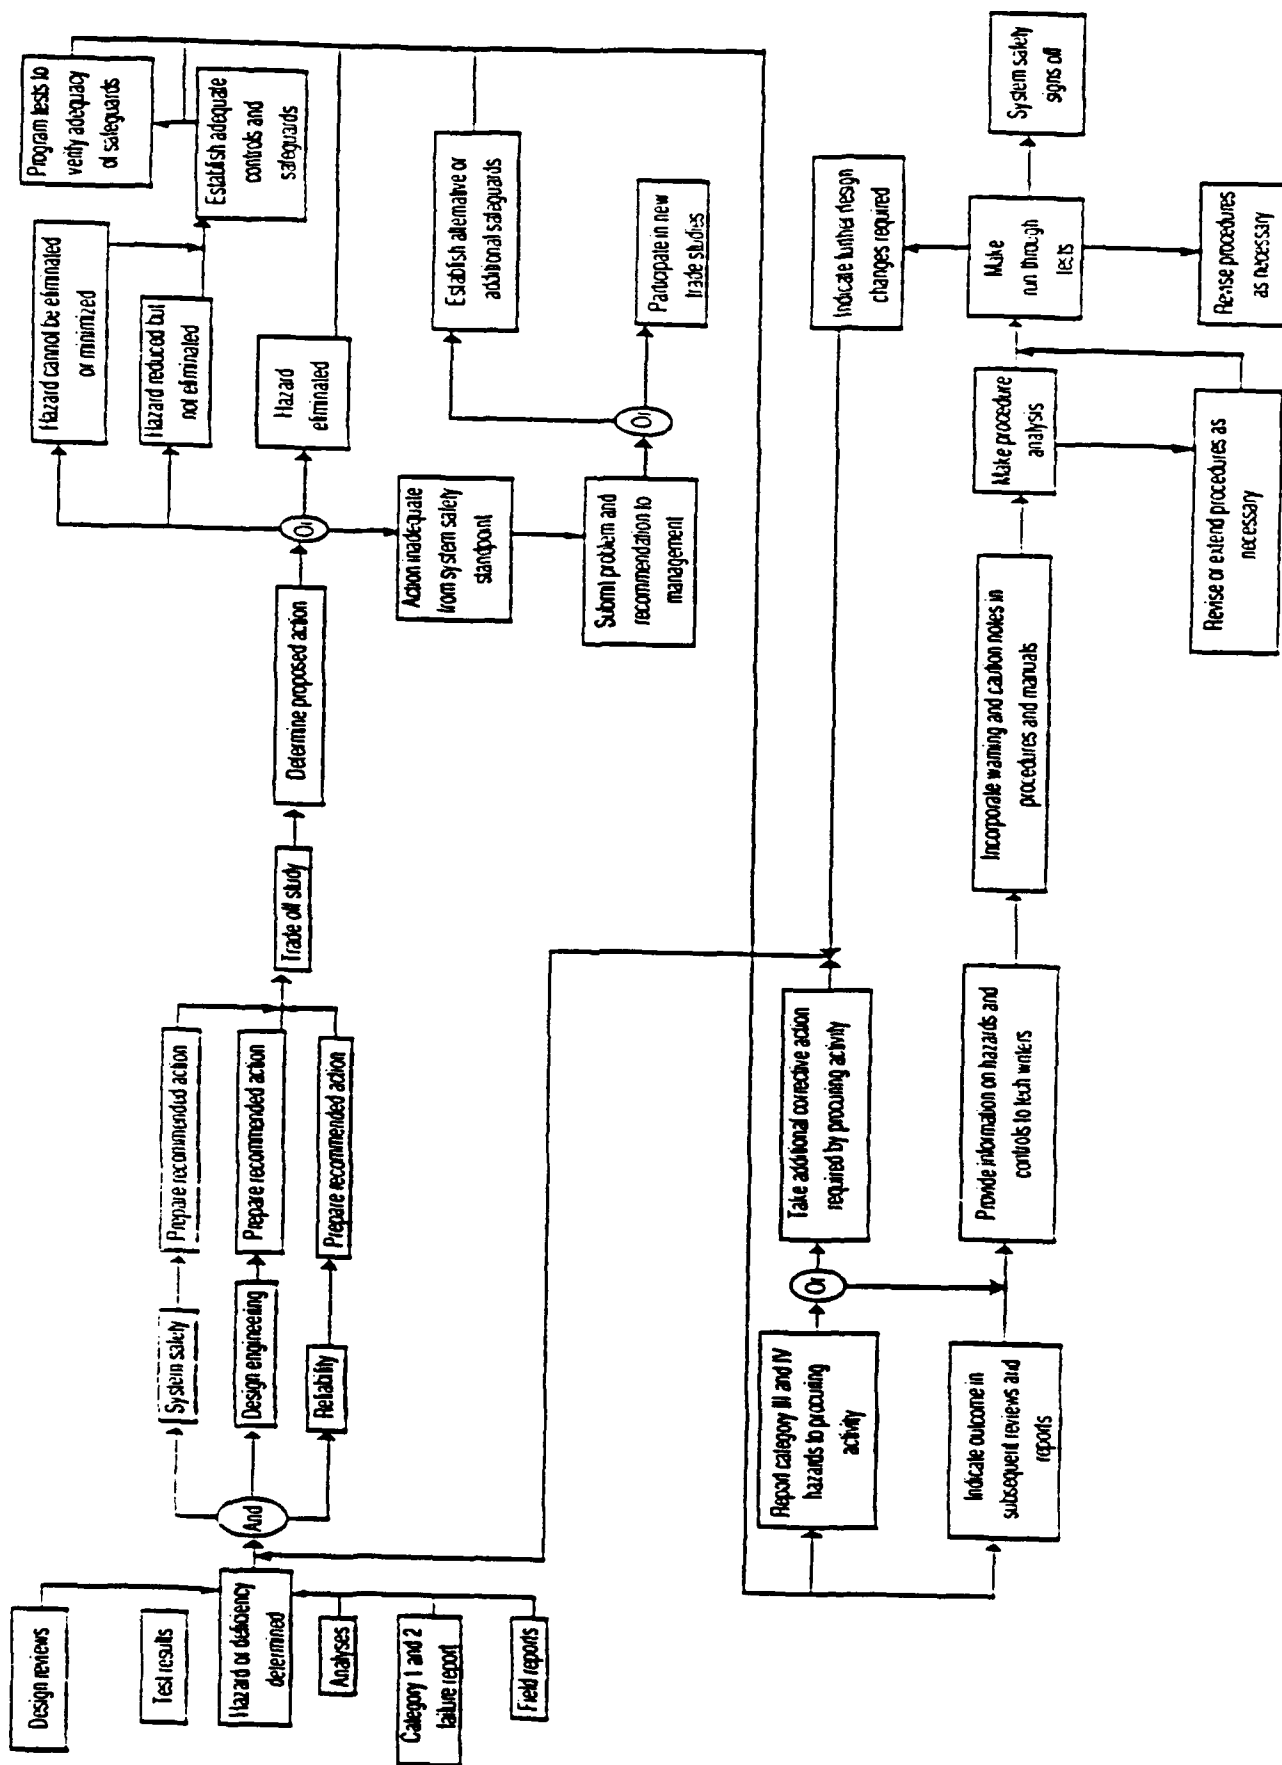 Design reviews
Test results
Hazard or deficiency
determined
Analyses
Category 1 and 2
failure report
Field reports
And
System safety
Design engineering
Reliability
Prepare recommended action
Prepare recommended action
Prepare recommended action
Trade off study
Determine proposed action
Or
Hazard cannot be eliminated
or minimized
Hazard reduced but
not eliminated
Hazard
eliminated
Action inadequate
from system safety
standpoint
Submit problem and
recommendation to
management
Or
Program tests to
verify adequacy
of safeguards
Establish adequate
controls and
safeguards
Establish alternative or
additional safeguards
Participate in new
trade studies
Report category III and IV
hazards to procuring
activity
Indicate outcome in
subsequent reviews and
reports
Or
Take additional corrective action
required by procuring activity
Provide information on hazards and
controls to tech writers
Incorporate warning and caution notes in
procedures and manuals
Make procedure
analysis
Revise or extend procedures as
necessary
Indicate further design
changes required
Make
run through
tests
Revise procedures
as necessary
System safety
signs off